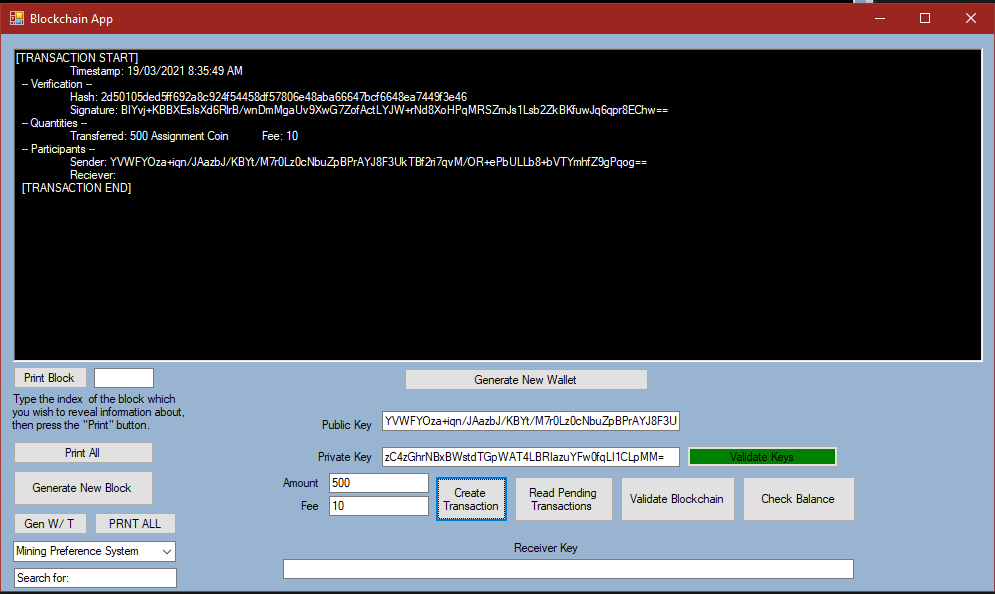 Blockchain App
[TRANSACTION START]
Timestamp: 19/03/2021 8:35:49 AM
-- Verification --
Hash: 2d50105ded5ff692a8c924f54458df57806e48aba66647bcf6648ea7449f3e46
Signature: BIYvj+KBBXEsIsXd6RlrB/wnDmMgaUv9XwG7ZofActLYJW+rNd8XoHPqMRSZmJs1Lsb2ZkBKfuwJq6qpr8EChw==
-- Quantities --
Transferred: 500 Assignment Coin Fee: 10
-- Participants --
Sender: YVWFYOza+iqn/JAazbJ/KBYt/M7r0Lz0cNbuZpBPrAYJ8F3UkTBf2ri7qvM/OR+ePbULLb8+bVTYmhfZ9gPqog==
Reciever:
[TRANSACTION END]
Print Block
Generate New Wallet
Type the index of the block which
you wish to reveal information about,
then press the "Print" button.
Public Key YVWFYOza+iqn/JAazbJ/KBYt/M7r0Lz0cNbuZpBPrAYJ8F3U
Print All
Private Key zC4zGhrNBxBWstdTGpWAT4LBRIazuYFw0fqLI1CLpMM= Validate Keys
Generate New Block
Amount 500
Fee 10
Create
Transaction
Read Pending
Transactions
Validate Blockchain
Check Balance
Gen W/ T PRNT ALL
Mining Preference System
Receiver Key
Search for: